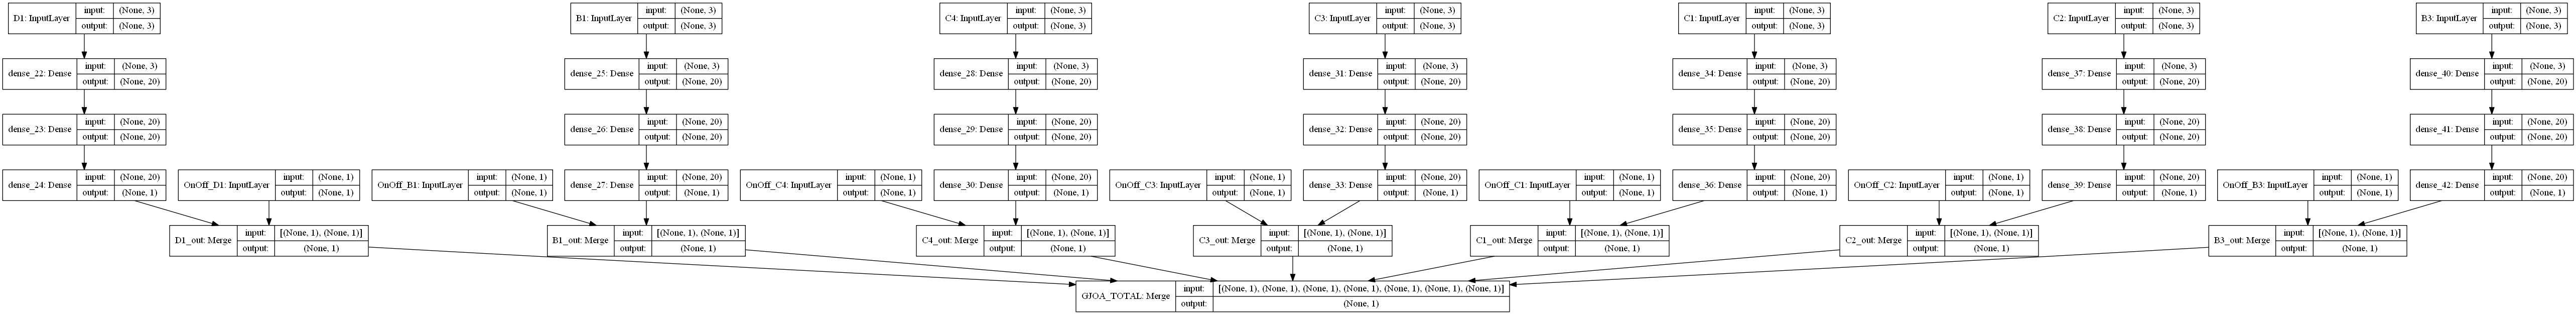 D1: InputLayer input: (None, 3) output: (None, 3)
B1: InputLayer input: (None, 3) output: (None, 3)
C4: InputLayer input: (None, 3) output: (None, 3)
C3: InputLayer input: (None, 3) output: (None, 3)
C1: InputLayer input: (None, 3) output: (None, 3)
C2: InputLayer input: (None, 3) output: (None, 3)
B3: InputLayer input: (None, 3) output: (None, 3)
dense_22: Dense input: (None, 3) output: (None, 20)
dense_25: Dense input: (None, 3) output: (None, 20)
dense_28: Dense input: (None, 3) output: (None, 20)
dense_31: Dense input: (None, 3) output: (None, 20)
dense_34: Dense input: (None, 3) output: (None, 20)
dense_37: Dense input: (None, 3) output: (None, 20)
dense_40: Dense input: (None, 3) output: (None, 20)
dense_23: Dense input: (None, 20) output: (None, 20)
dense_26: Dense input: (None, 20) output: (None, 20)
dense_29: Dense input: (None, 20) output: (None, 20)
dense_32: Dense input: (None, 20) output: (None, 20)
dense_35: Dense input: (None, 20) output: (None, 20)
dense_38: Dense input: (None, 20) output: (None, 20)
dense_41: Dense input: (None, 20) output: (None, 20)
dense_24: Dense input: (None, 20) output: (None, 1)
OnOff_D1: InputLayer input: (None, 1) output: (None, 1)
OnOff_B1: InputLayer input: (None, 1) output: (None, 1)
dense_27: Dense input: (None, 20) output: (None, 1)
OnOff_C4: InputLayer input: (None, 1) output: (None, 1)
dense_30: Dense input: (None, 20) output: (None, 1)
OnOff_C3: InputLayer input: (None, 1) output: (None, 1)
dense_33: Dense input: (None, 20) output: (None, 1)
OnOff_C1: InputLayer input: (None, 1) output: (None, 1)
dense_36: Dense input: (None, 20) output: (None, 1)
OnOff_C2: InputLayer input: (None, 1) output: (None, 1)
dense_39: Dense input: (None, 20) output: (None, 1)
OnOff_B3: InputLayer input: (None, 1) output: (None, 1)
dense_42: Dense input: (None, 20) output: (None, 1)
D1_out: Merge input: [(None, 1), (None, 1)] output: (None, 1)
B1_out: Merge input: [(None, 1), (None, 1)] output: (None, 1)
C4_out: Merge input: [(None, 1), (None, 1)] output: (None, 1)
C3_out: Merge input: [(None, 1), (None, 1)] output: (None, 1)
C1_out: Merge input: [(None, 1), (None, 1)] output: (None, 1)
C2_out: Merge input: [(None, 1), (None, 1)] output: (None, 1)
B3_out: Merge input: [(None, 1), (None, 1)] output: (None, 1)
GJOA_TOTAL: Merge input: [(None, 1), (None, 1), (None, 1), (None, 1), (None, 1), (None, 1), (None, 1)] output: (None, 1)